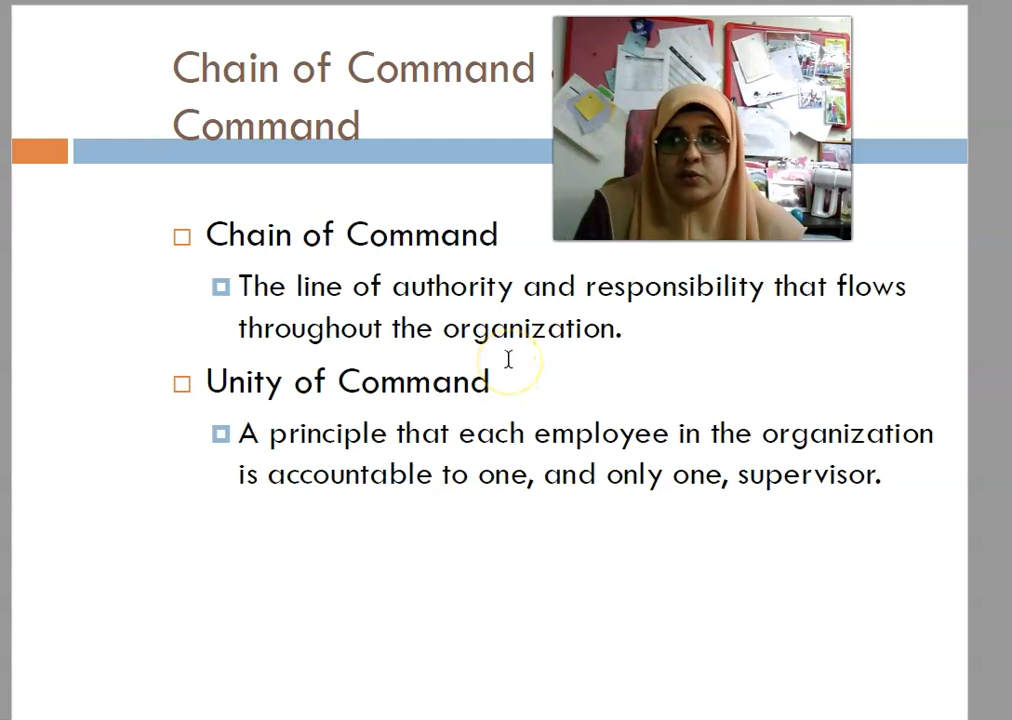 Chain of Command
Command
Chain of Command
The line of authority and responsibility that flows
throughout the organization.
Unity of Command
A principle that each employee in the organization
is accountable to one, and only one, supervisor.